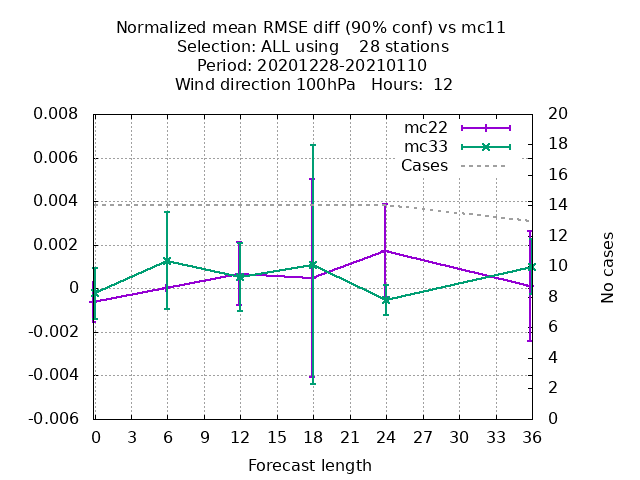 Normalized mean RMSE diff (90% conf) vs mc11
Selection: ALL using    28 stations
Period: 20201228-20210110
Wind direction 100hPa   Hours:  12
mc22
mc33
Cases
0.008
0.006
0.004
0.002
0
-0.002
-0.004
-0.006
20
18
16
14
12
10
8
6
4
2
0
No cases
0 3 6 9 12 15 18 21 24 27 30 33 36
Forecast length